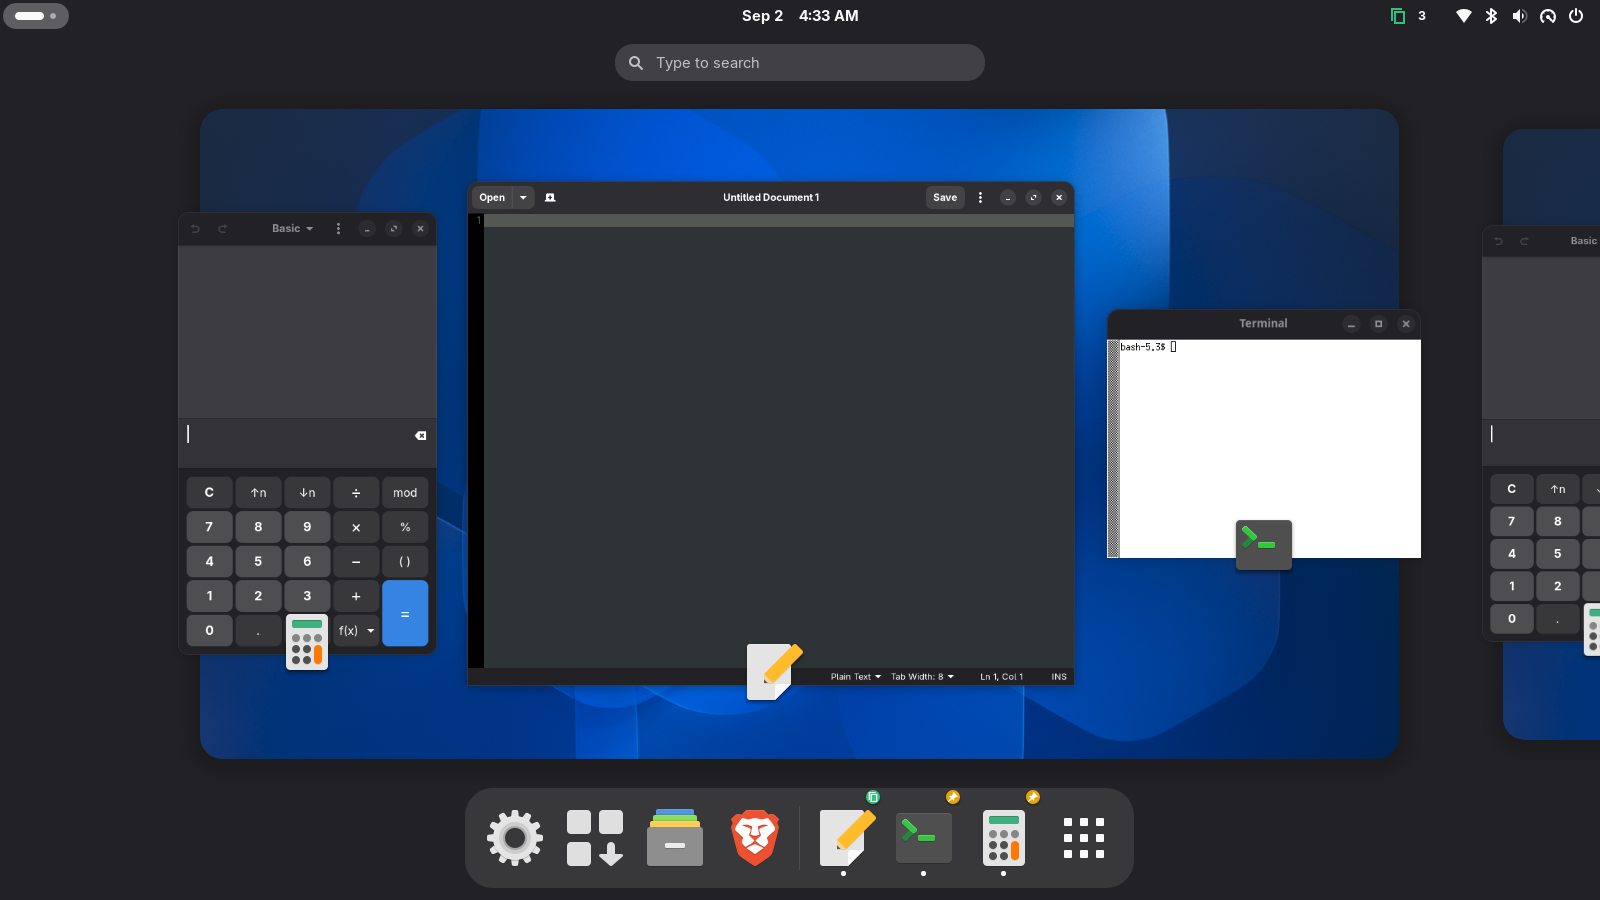 Sep 2 4:33 AM
3
Type to search
Open Untitled Document 1 Save
1
Plain Text Tab Width: 8 Ln 1, Col 1 INS
Basic
C ↑n ↓n ÷ mod
7 8 9 × %
4 5 6 − ( )
1 2 3 +
=
0 . f(x)
Terminal
bash-5.3$
Basic
C ↑n
7 8
4 5
1 2
0 .